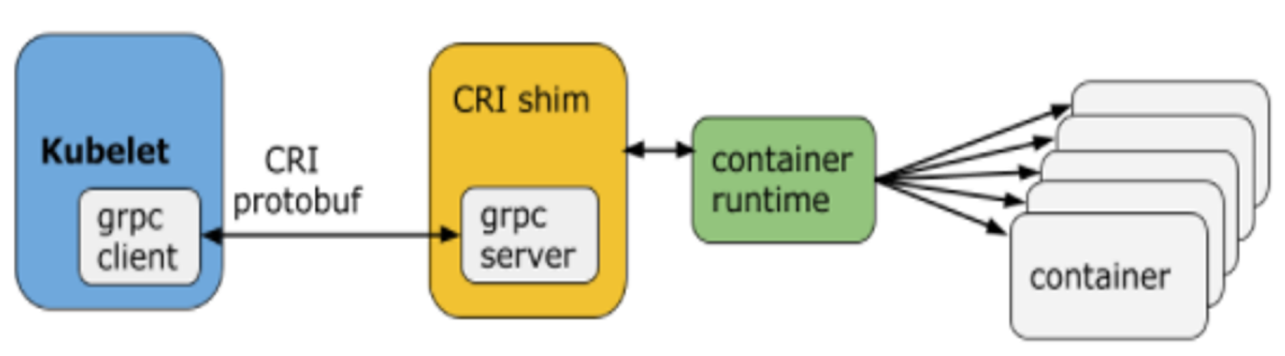 Kubelet
grpc
client
CRI
protobuf
CRI shim
grpc
server
container
runtime
container